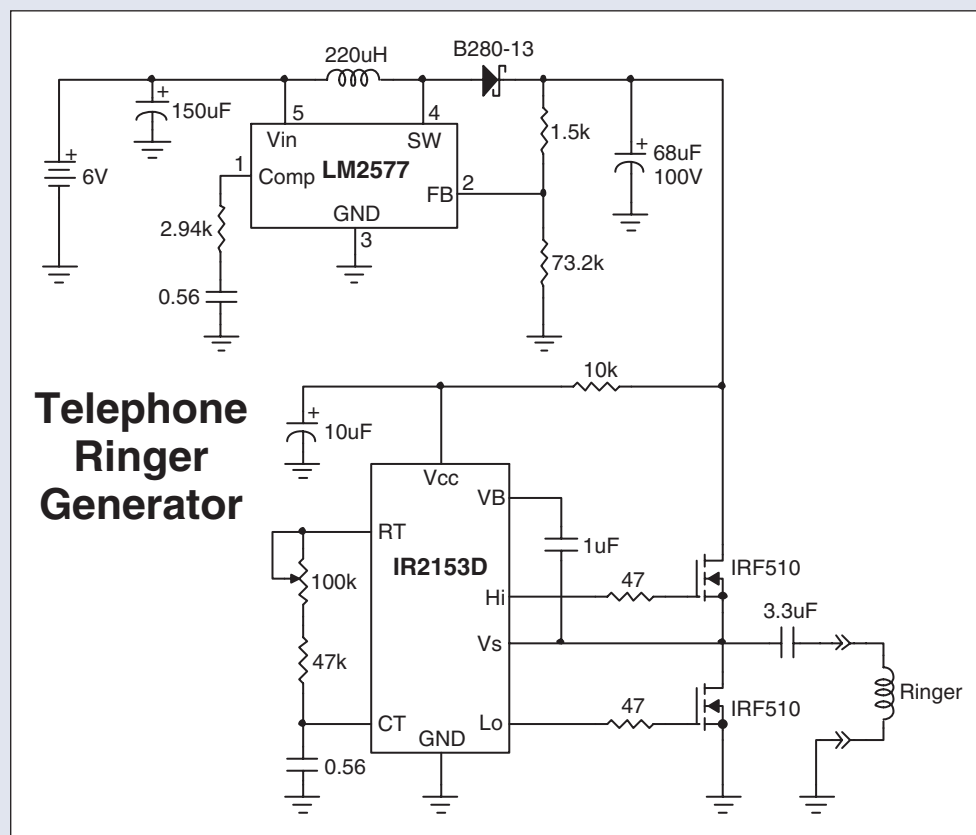 220uH
B280-13
+
150uF
5
4
Vin
SW
1.5k
+
68uF
100V
+
6V
1
Comp
LM2577
FB
2
GND
3
2.94k
73.2k
0.56
10k
Telephone
Ringer
Generator
+
10uF
Vcc
VB
RT
1uF
IR2153D
100k
Hi
47
IRF510
3.3uF
47k
Vs
Ringer
CT
Lo
47
IRF510
GND
0.56